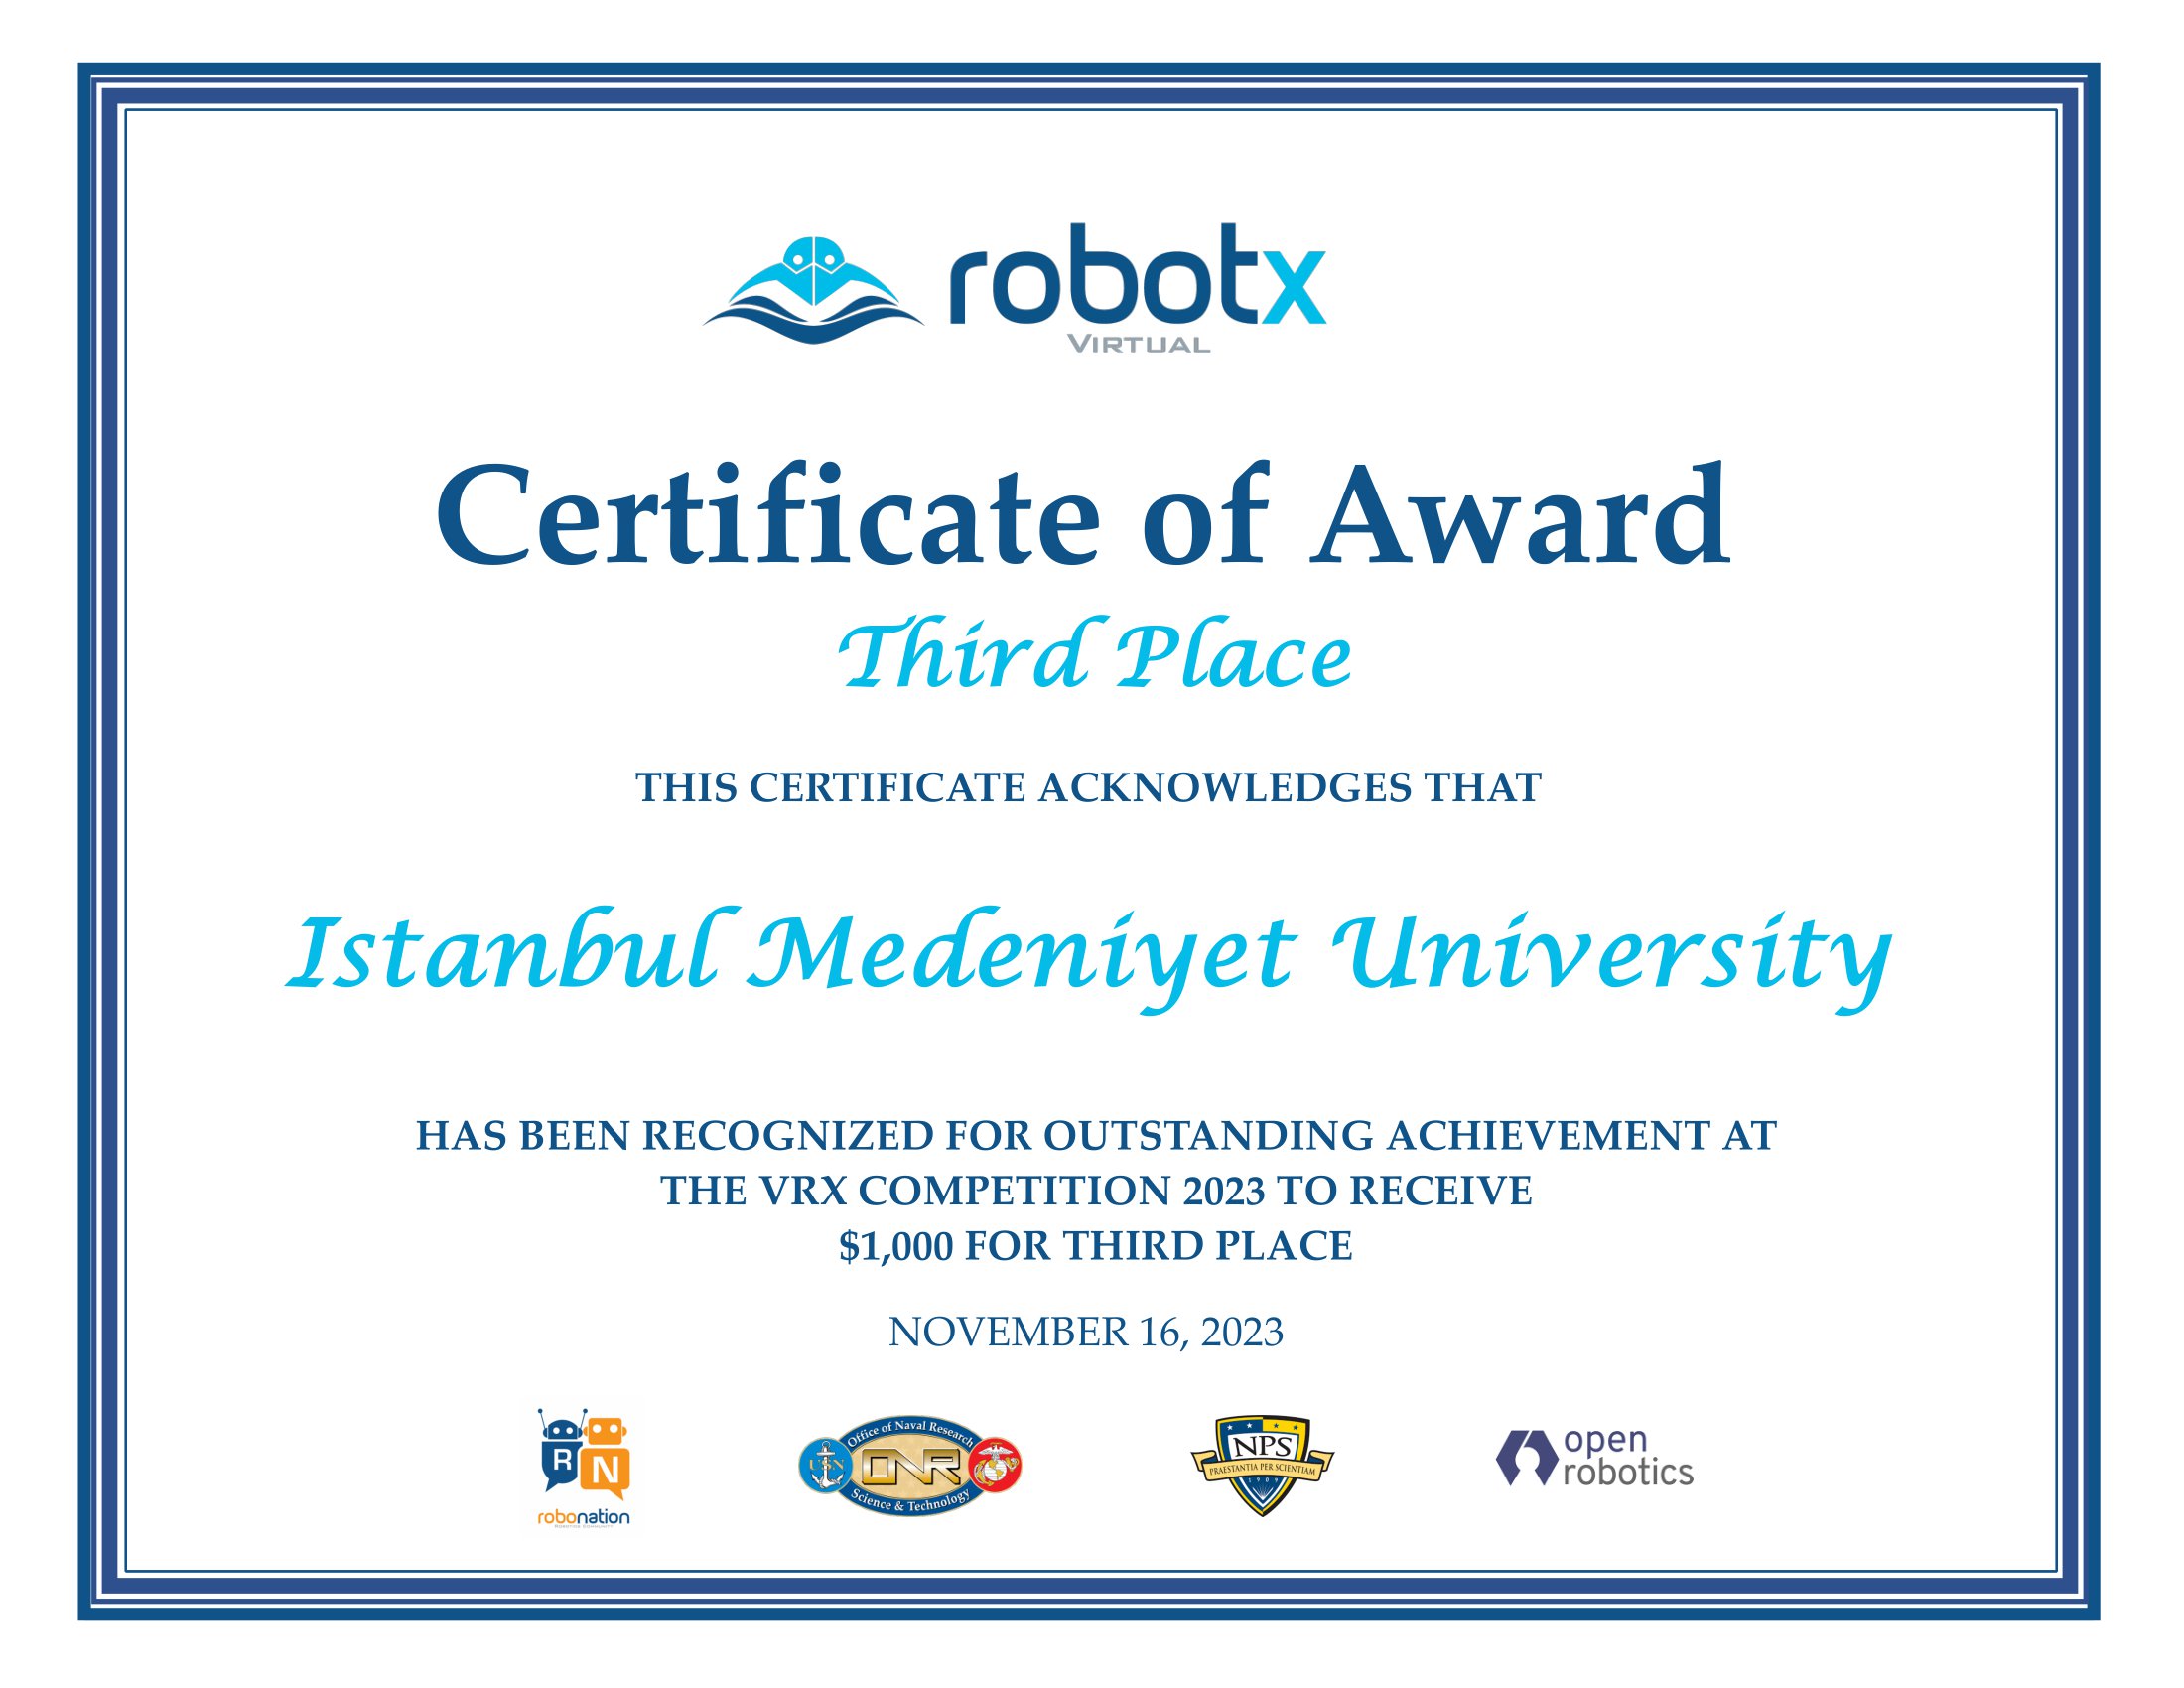 robotx
VIRTUAL
Certificate of Award
Third Place
THIS CERTIFICATE ACKNOWLEDGES THAT
Istanbul Medeniyet University
HAS BEEN RECOGNIZED FOR OUTSTANDING ACHIEVEMENT AT
THE VRX COMPETITION 2023 TO RECEIVE
$1,000 FOR THIRD PLACE
NOVEMBER 16, 2023
R N
robonation
Office of Naval Research
USN
ONR
Science & Technology
NPS
PRAESTANTIA PER SCIENTIAM
1909
open
robotics